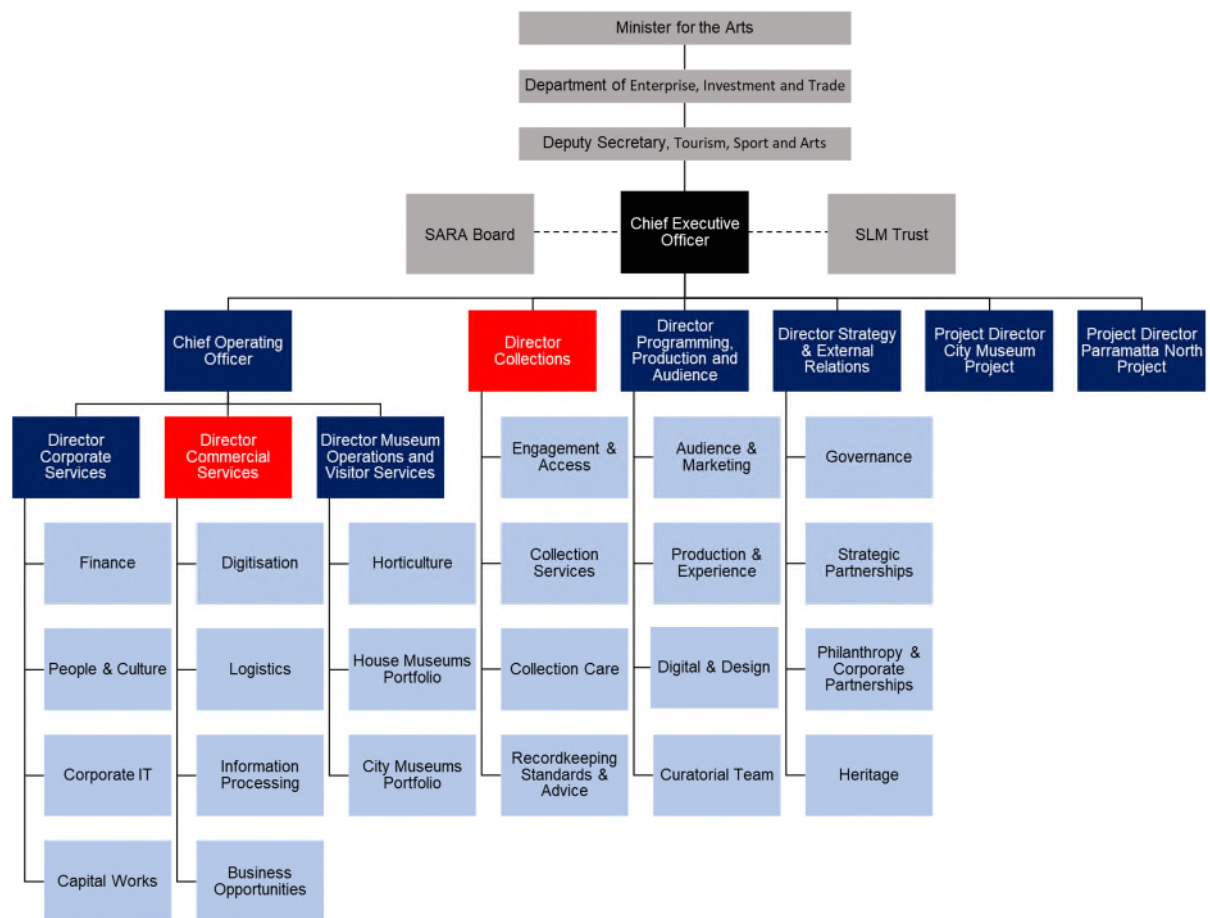 Minister for the Arts
Department of Enterprise, Investment and Trade
Deputy Secretary, Tourism, Sport and Arts
SARA Board
Chief Executive
Officer
SLM Trust
Chief Operating
Officer
Director
Collections
Director
Programming,
Production and
Audience
Director Strategy
& External
Relations
Project Director
City Museum
Project
Project Director
Parramatta North
Project
Director
Corporate
Services
Director
Commercial
Services
Director Museum
Operations and
Visitor Services
Engagement &
Access
Audience &
Marketing
Governance
Finance
Digitisation
Horticulture
Collection
Services
Production &
Experience
Strategic
Partnerships
People & Culture
Logistics
House Museums
Portfolio
Collection Care
Digital & Design
Philanthropy &
Corporate
Partnerships
Corporate IT
Information
Processing
City Museums
Portfolio
Recordkeeping
Standards &
Advice
Curatorial Team
Heritage
Capital Works
Business
Opportunities